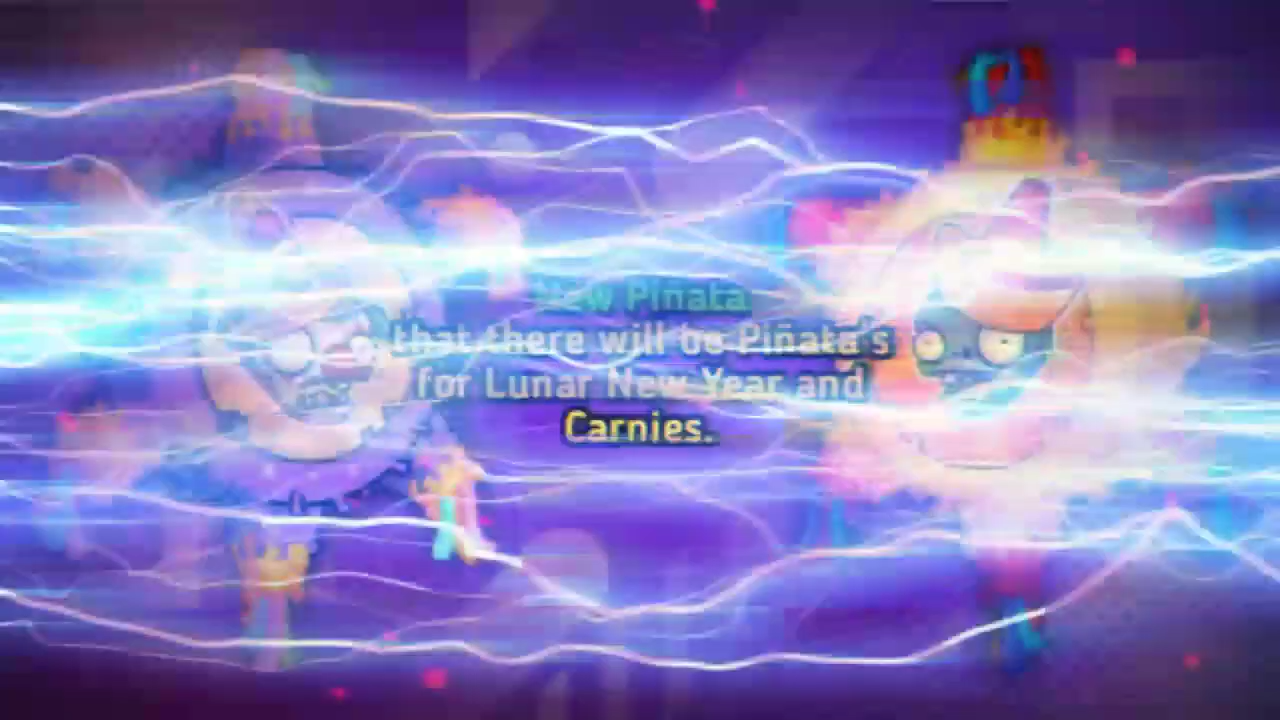 New Piñata
that there will be Piñata's
for Lunar New Year and
Carnies.